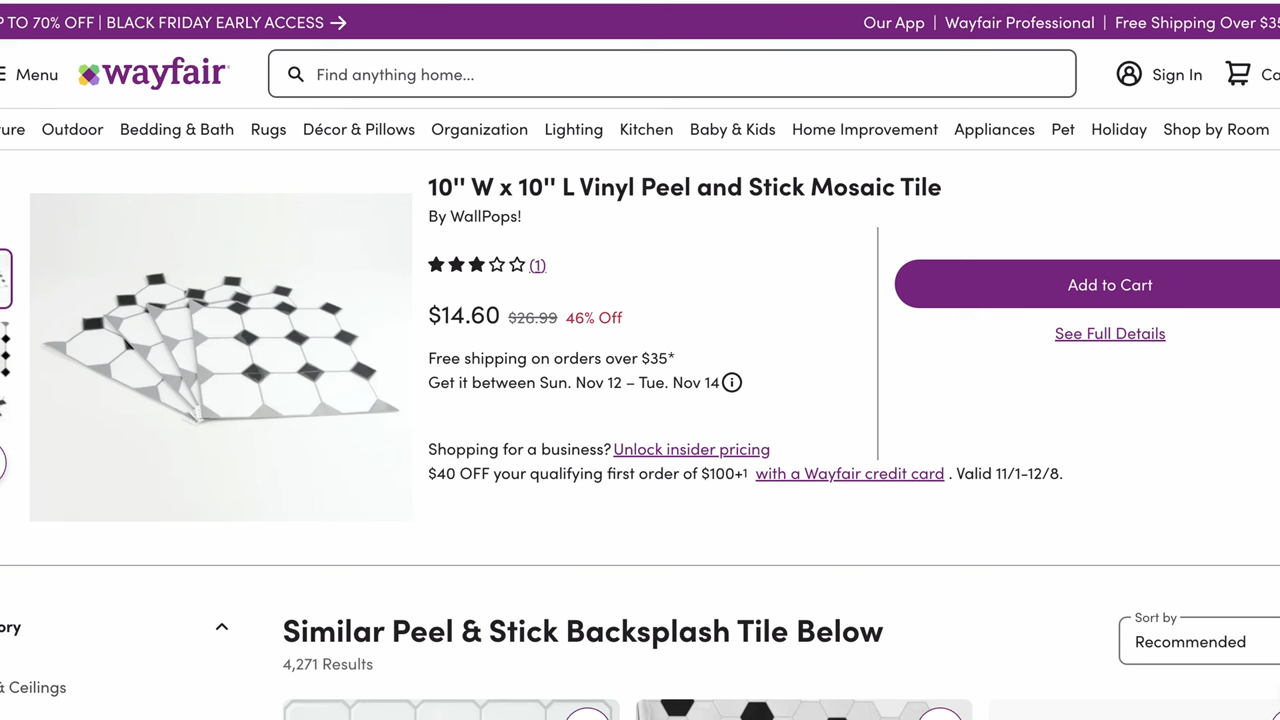 P TO 70% OFF | BLACK FRIDAY EARLY ACCESS →
Our App | Wayfair Professional | Free Shipping Over $35
Menu
wayfair
Find anything home...
Sign In
Ca
ure Outdoor Bedding & Bath Rugs Décor & Pillows Organization Lighting Kitchen Baby & Kids Home Improvement Appliances Pet Holiday Shop by Room
10'' W x 10'' L Vinyl Peel and Stick Mosaic Tile
By WallPops!
(1)
$14.60 $26.99 46% Off
Free shipping on orders over $35*
Get it between Sun. Nov 12 – Tue. Nov 14
Shopping for a business? Unlock insider pricing
$40 OFF your qualifying first order of $100+1 with a Wayfair credit card . Valid 11/1-12/8.
Add to Cart
See Full Details
ory
& Ceilings
Similar Peel & Stick Backsplash Tile Below
4,271 Results
Sort by
Recommended